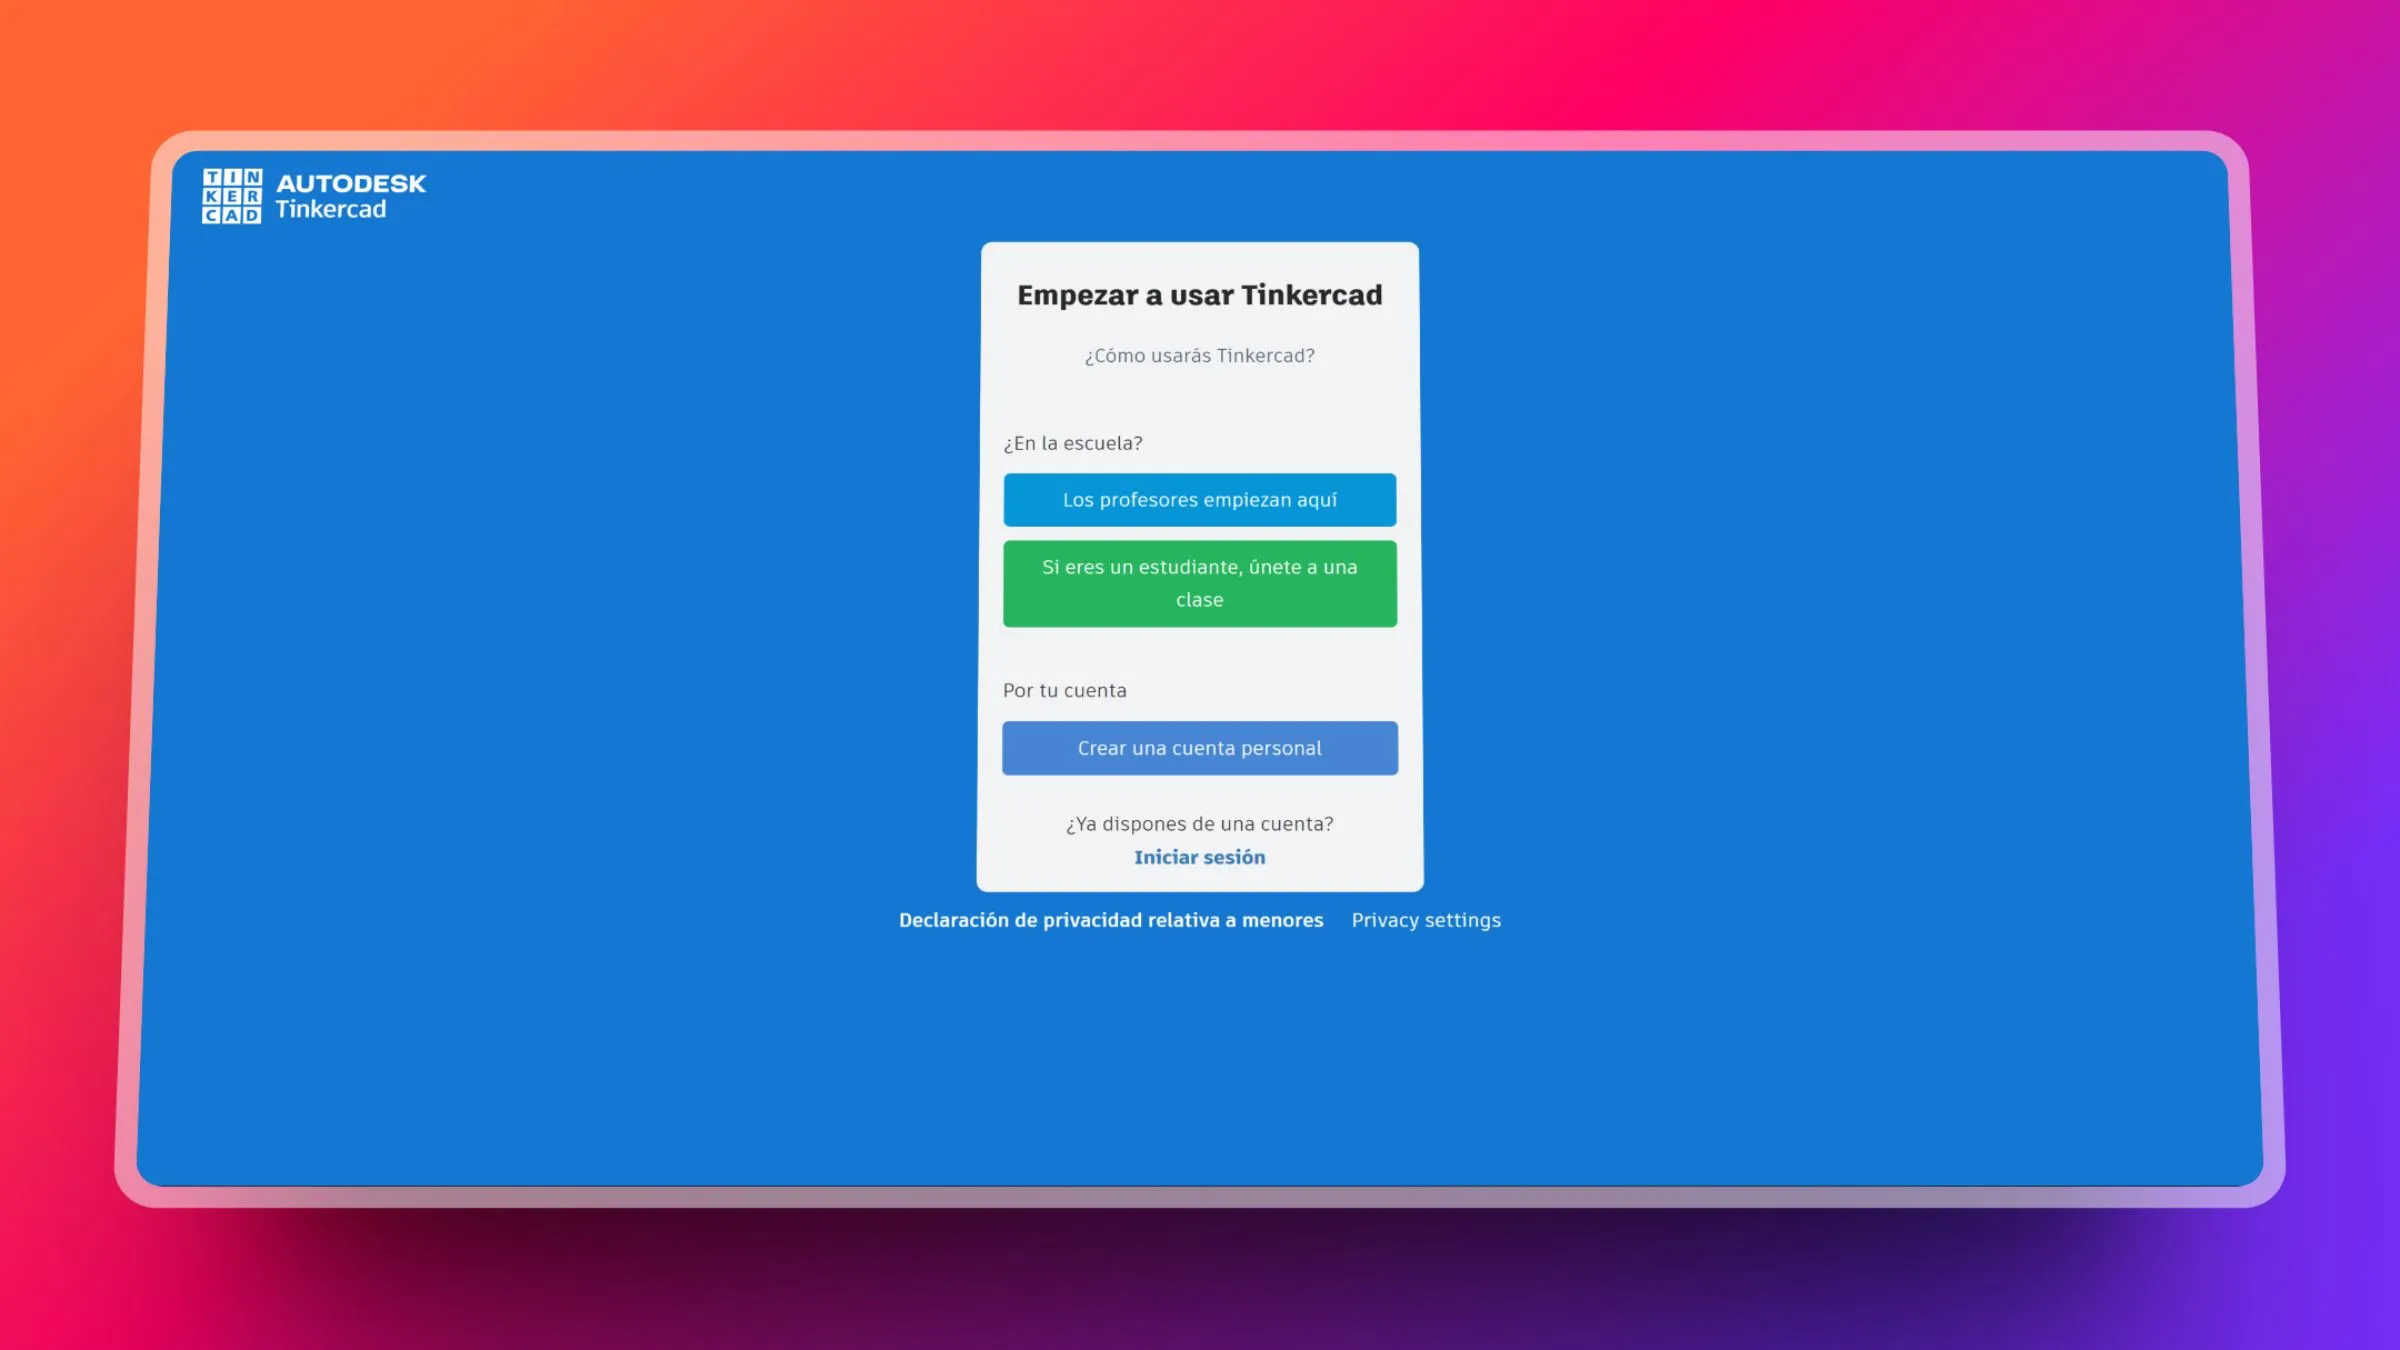 TIN
KER
CAD
AUTODESK
Tinkercad
Empezar a usar Tinkercad
¿Cómo usarás Tinkercad?
¿En la escuela?
Los profesores empiezan aquí
Si eres un estudiante, únete a una
clase
Por tu cuenta
Crear una cuenta personal
¿Ya dispones de una cuenta?
Iniciar sesión
Declaración de privacidad relativa a menores Privacy settings